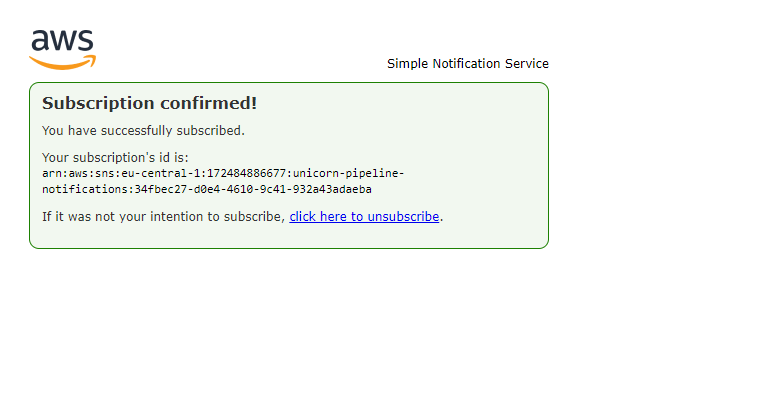 aws
Simple Notification Service
Subscription confirmed!
You have successfully subscribed.
Your subscription's id is:
arn:aws:sns:eu-central-1:172484886677:unicorn-pipeline-
notifications:34fbec27-d0e4-4610-9c41-932a43adaeba
If it was not your intention to subscribe, click here to unsubscribe.